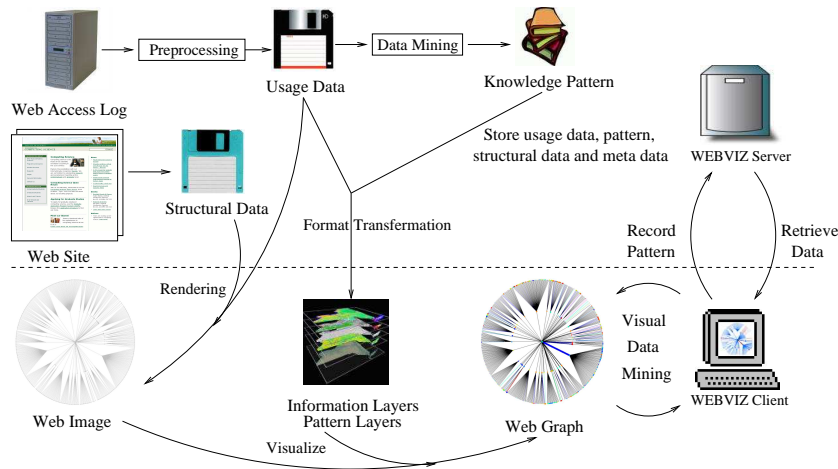 Preprocessing
Data Mining
Web Access Log
Usage Data
Knowledge Pattern
Store usage data, pattern,
structural data and meta data
WEBVIZ Server
Structural Data
Format Transfermation
Web Site
Record
Pattern
Retrieve
Data
Rendering
Visual
Data
Mining
Web Image
Information Layers
Pattern Layers
Web Graph
WEBVIZ Client
Visualize